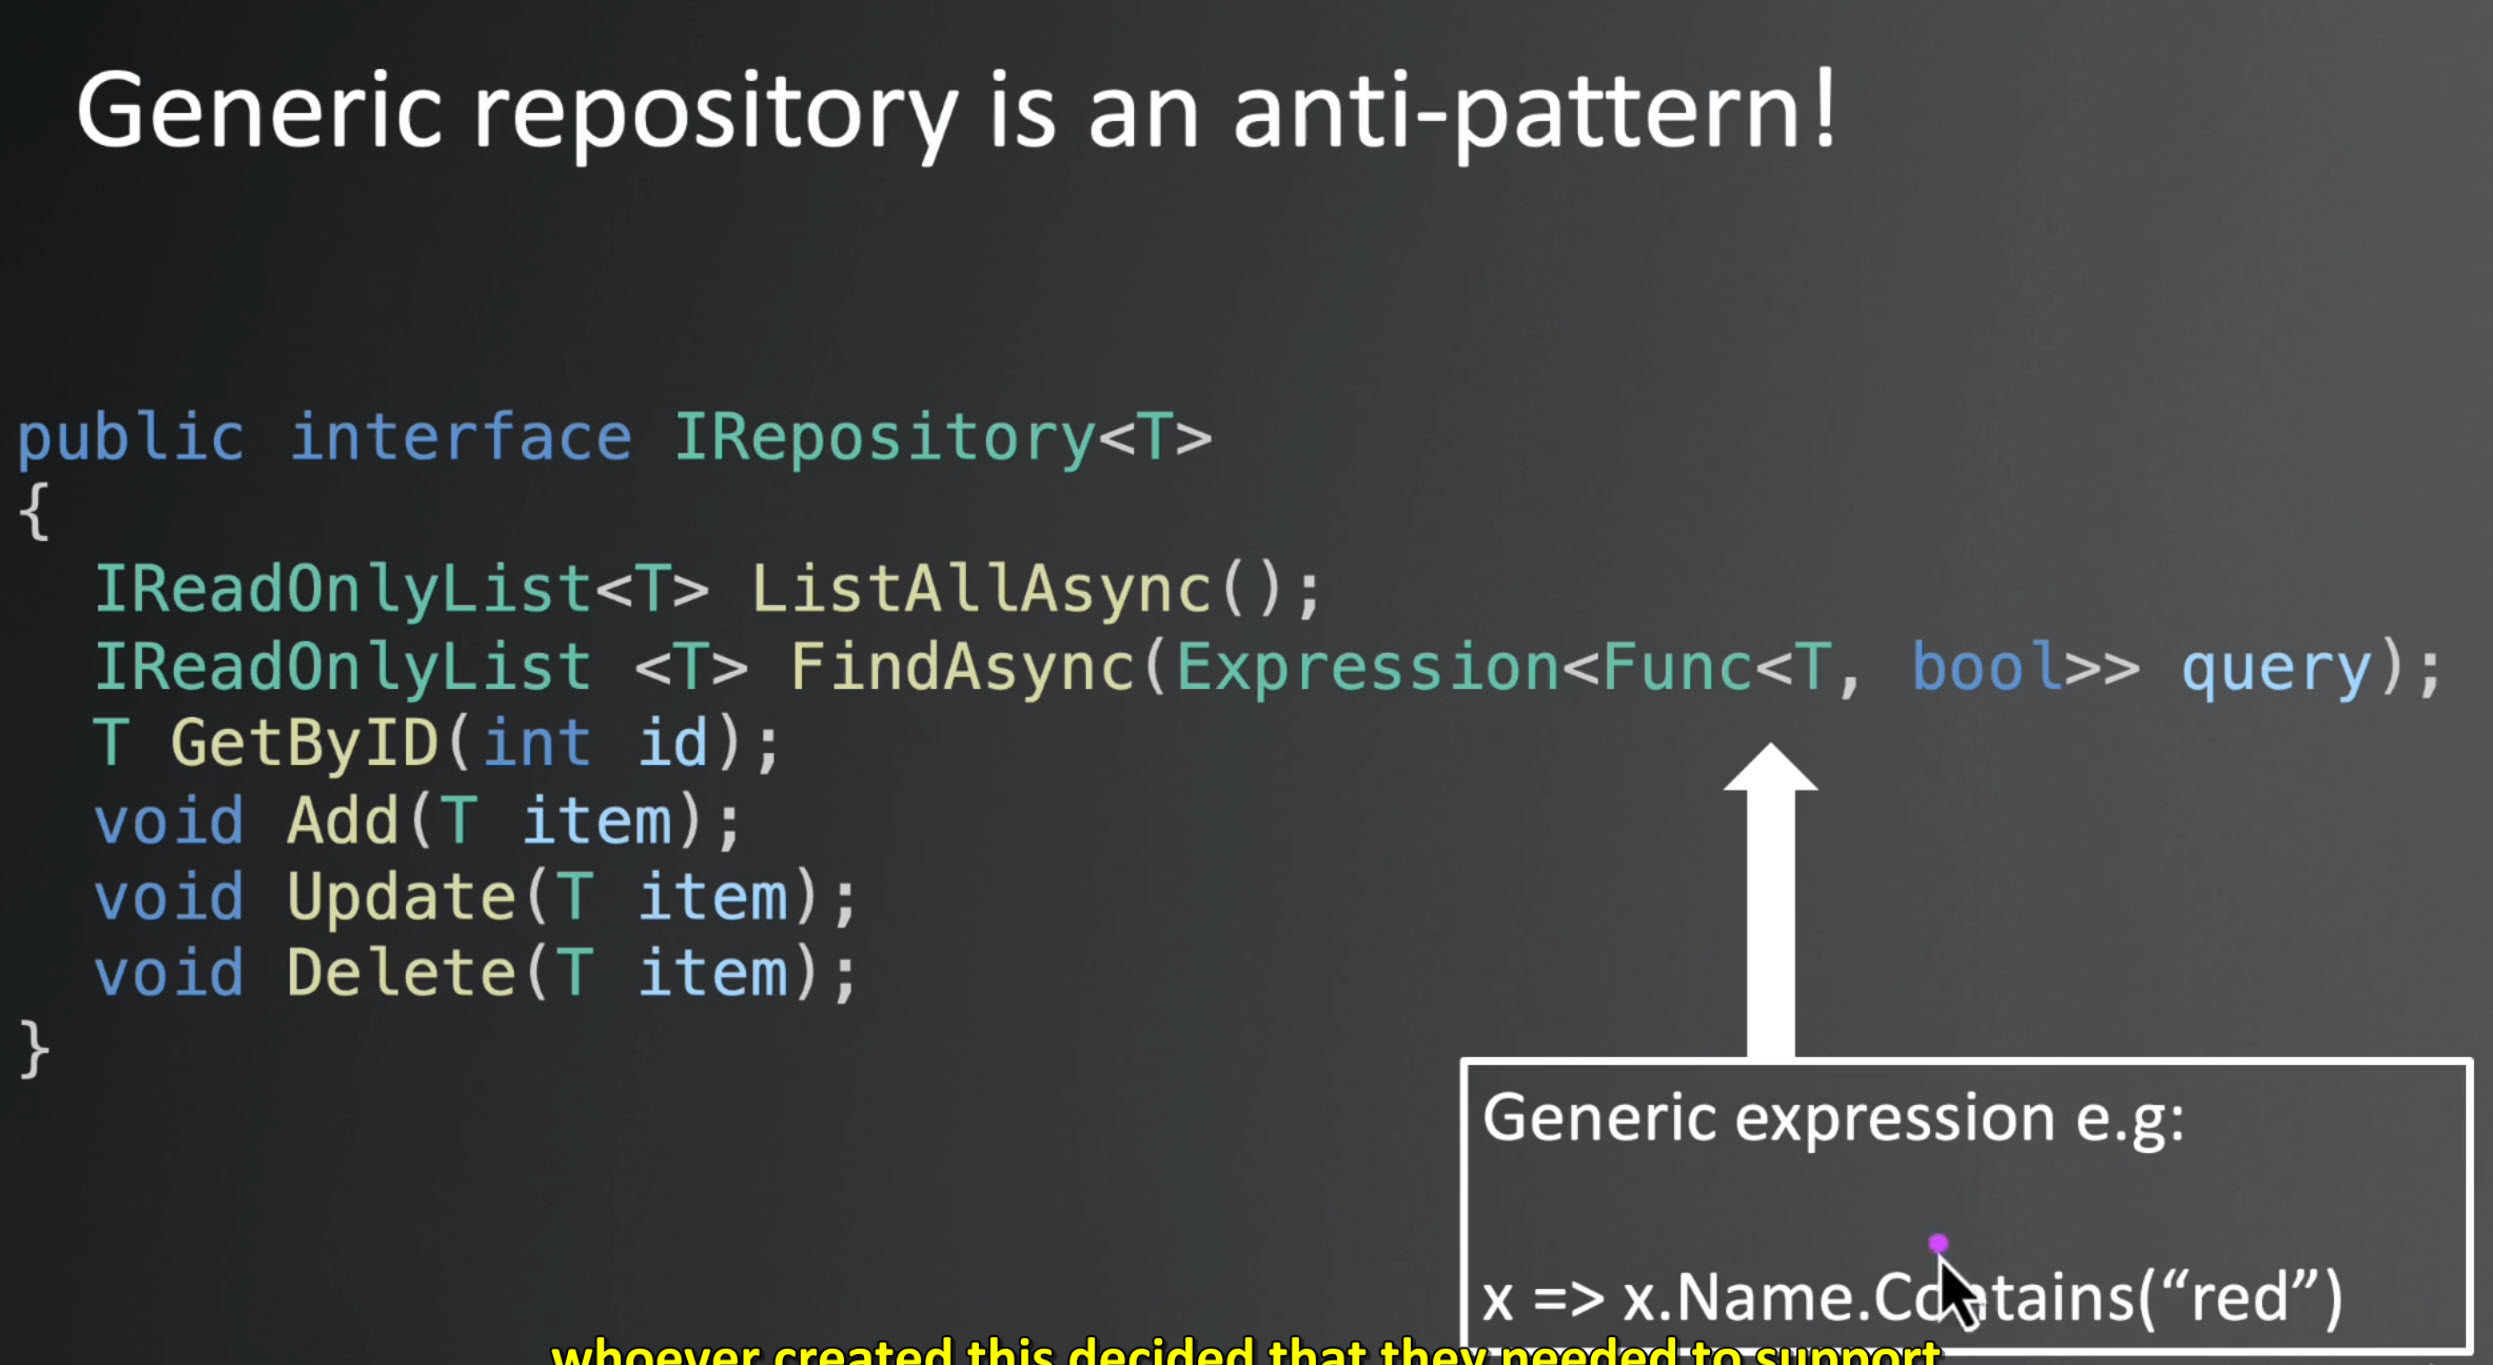 Generic repository is an anti-pattern!
public interface IRepository<T>
{
IReadOnlyList<T> ListAllAsync();
IReadOnlyList <T> FindAsync(Expression<Func<T, bool>> query);
T GetByID(int id);
void Add(T item);
void Update(T item);
void Delete(T item);
}
Generic expression e.g:
x => x.Name.Contains(“red”)
whoever created this decided that they needed to support